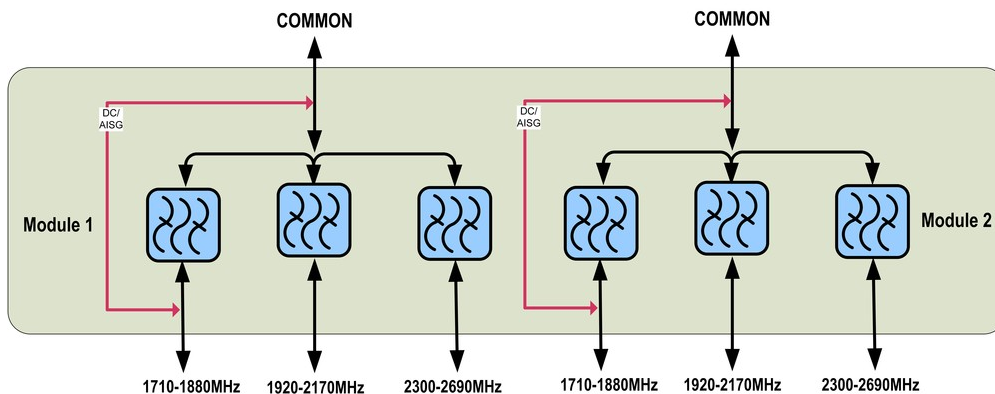 COMMON
COMMON
DC/
AISG
DC/
AISG
Module 1
Module 2
1710-1880MHz
1920-2170MHz
2300-2690MHz
1710-1880MHz
1920-2170MHz
2300-2690MHz